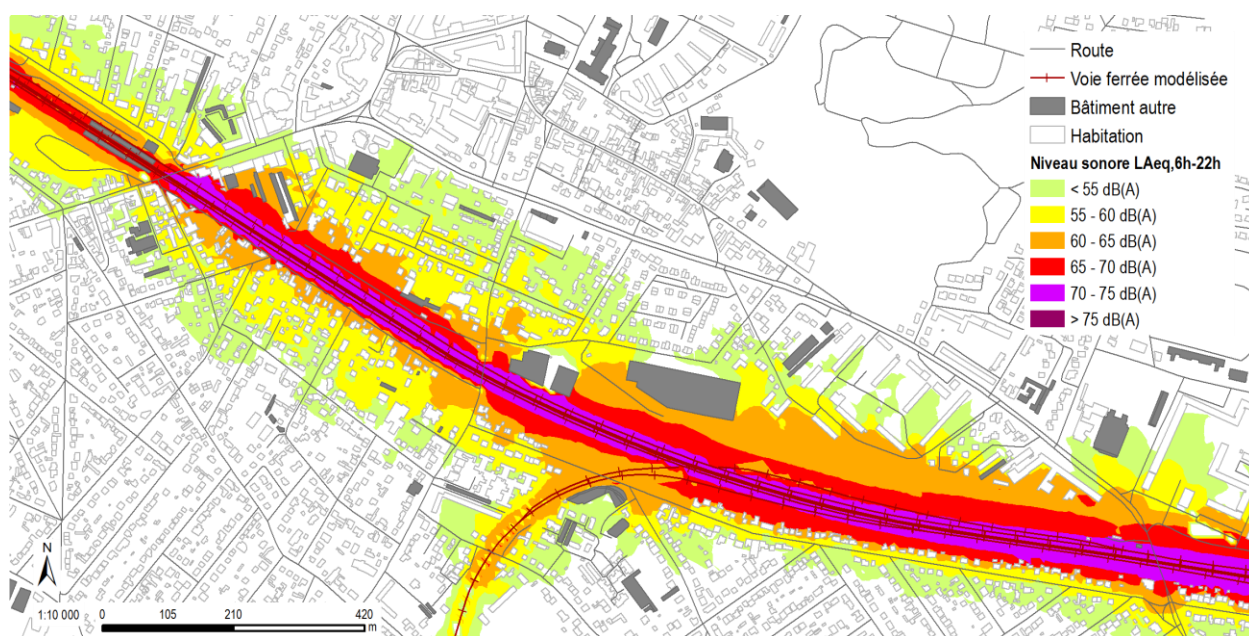 Route
Voie ferrée modélisée
Bâtiment autre
Habitation
Niveau sonore LAeq,6h-22h
< 55 dB(A)
55 - 60 dB(A)
60 - 65 dB(A)
65 - 70 dB(A)
70 - 75 dB(A)
> 75 dB(A)
N
1:10 000
0 105 210 420
m